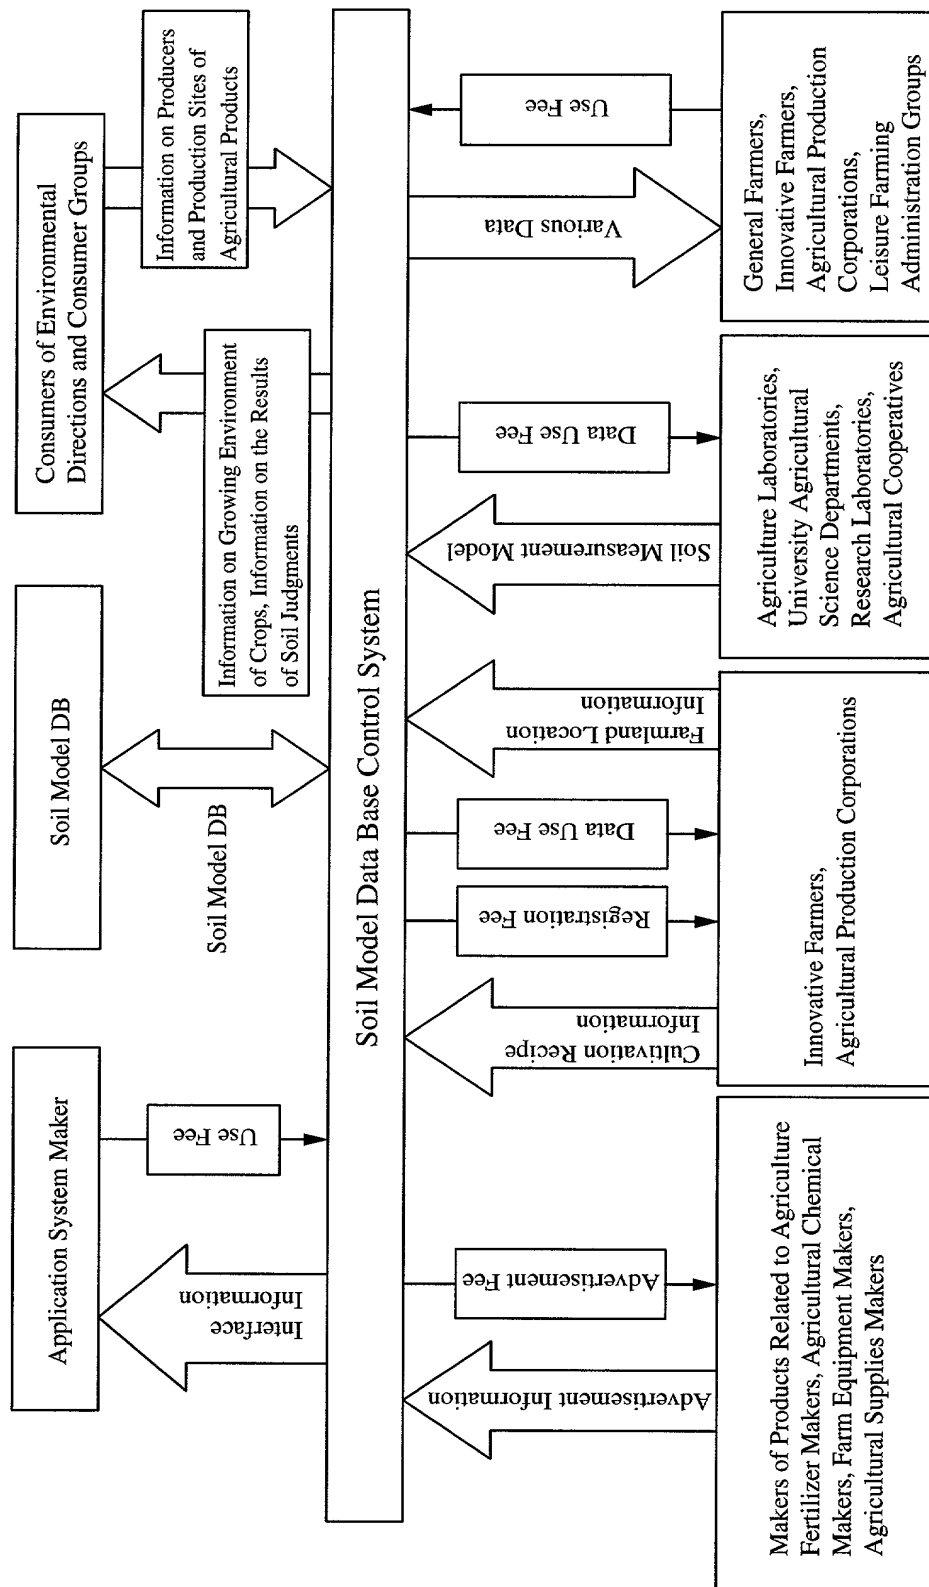 Application System Maker
Interface
Information
Use Fee
Soil Model DB
Soil Model DB
Consumers of Environmental
Directions and Consumer Groups
Information on Growing Environment
of Crops, Information on the Results
of Soil Judgments
Information on Producers
and Production Sites of
Agricultural Products
Soil Model Data Base Control System
Advertisement Information
Advertisement Fee
Cultivation Recipe
Information
Registration Fee
Data Use Fee
Farmland Location
Information
Soil Measurement Model
Data Use Fee
Various Data
Use Fee
Makers of Products Related to Agriculture
Fertilizer Makers, Agricultural Chemical
Makers, Farm Equipment Makers,
Agricultural Supplies Makers
Innovative Farmers,
Agricultural Production Corporations
Agriculture Laboratories,
University Agricultural
Science Departments,
Research Laboratories,
Agricultural Cooperatives
General Farmers,
Innovative Farmers,
Agricultural Production
Corporations,
Leisure Farming
Administration Groups